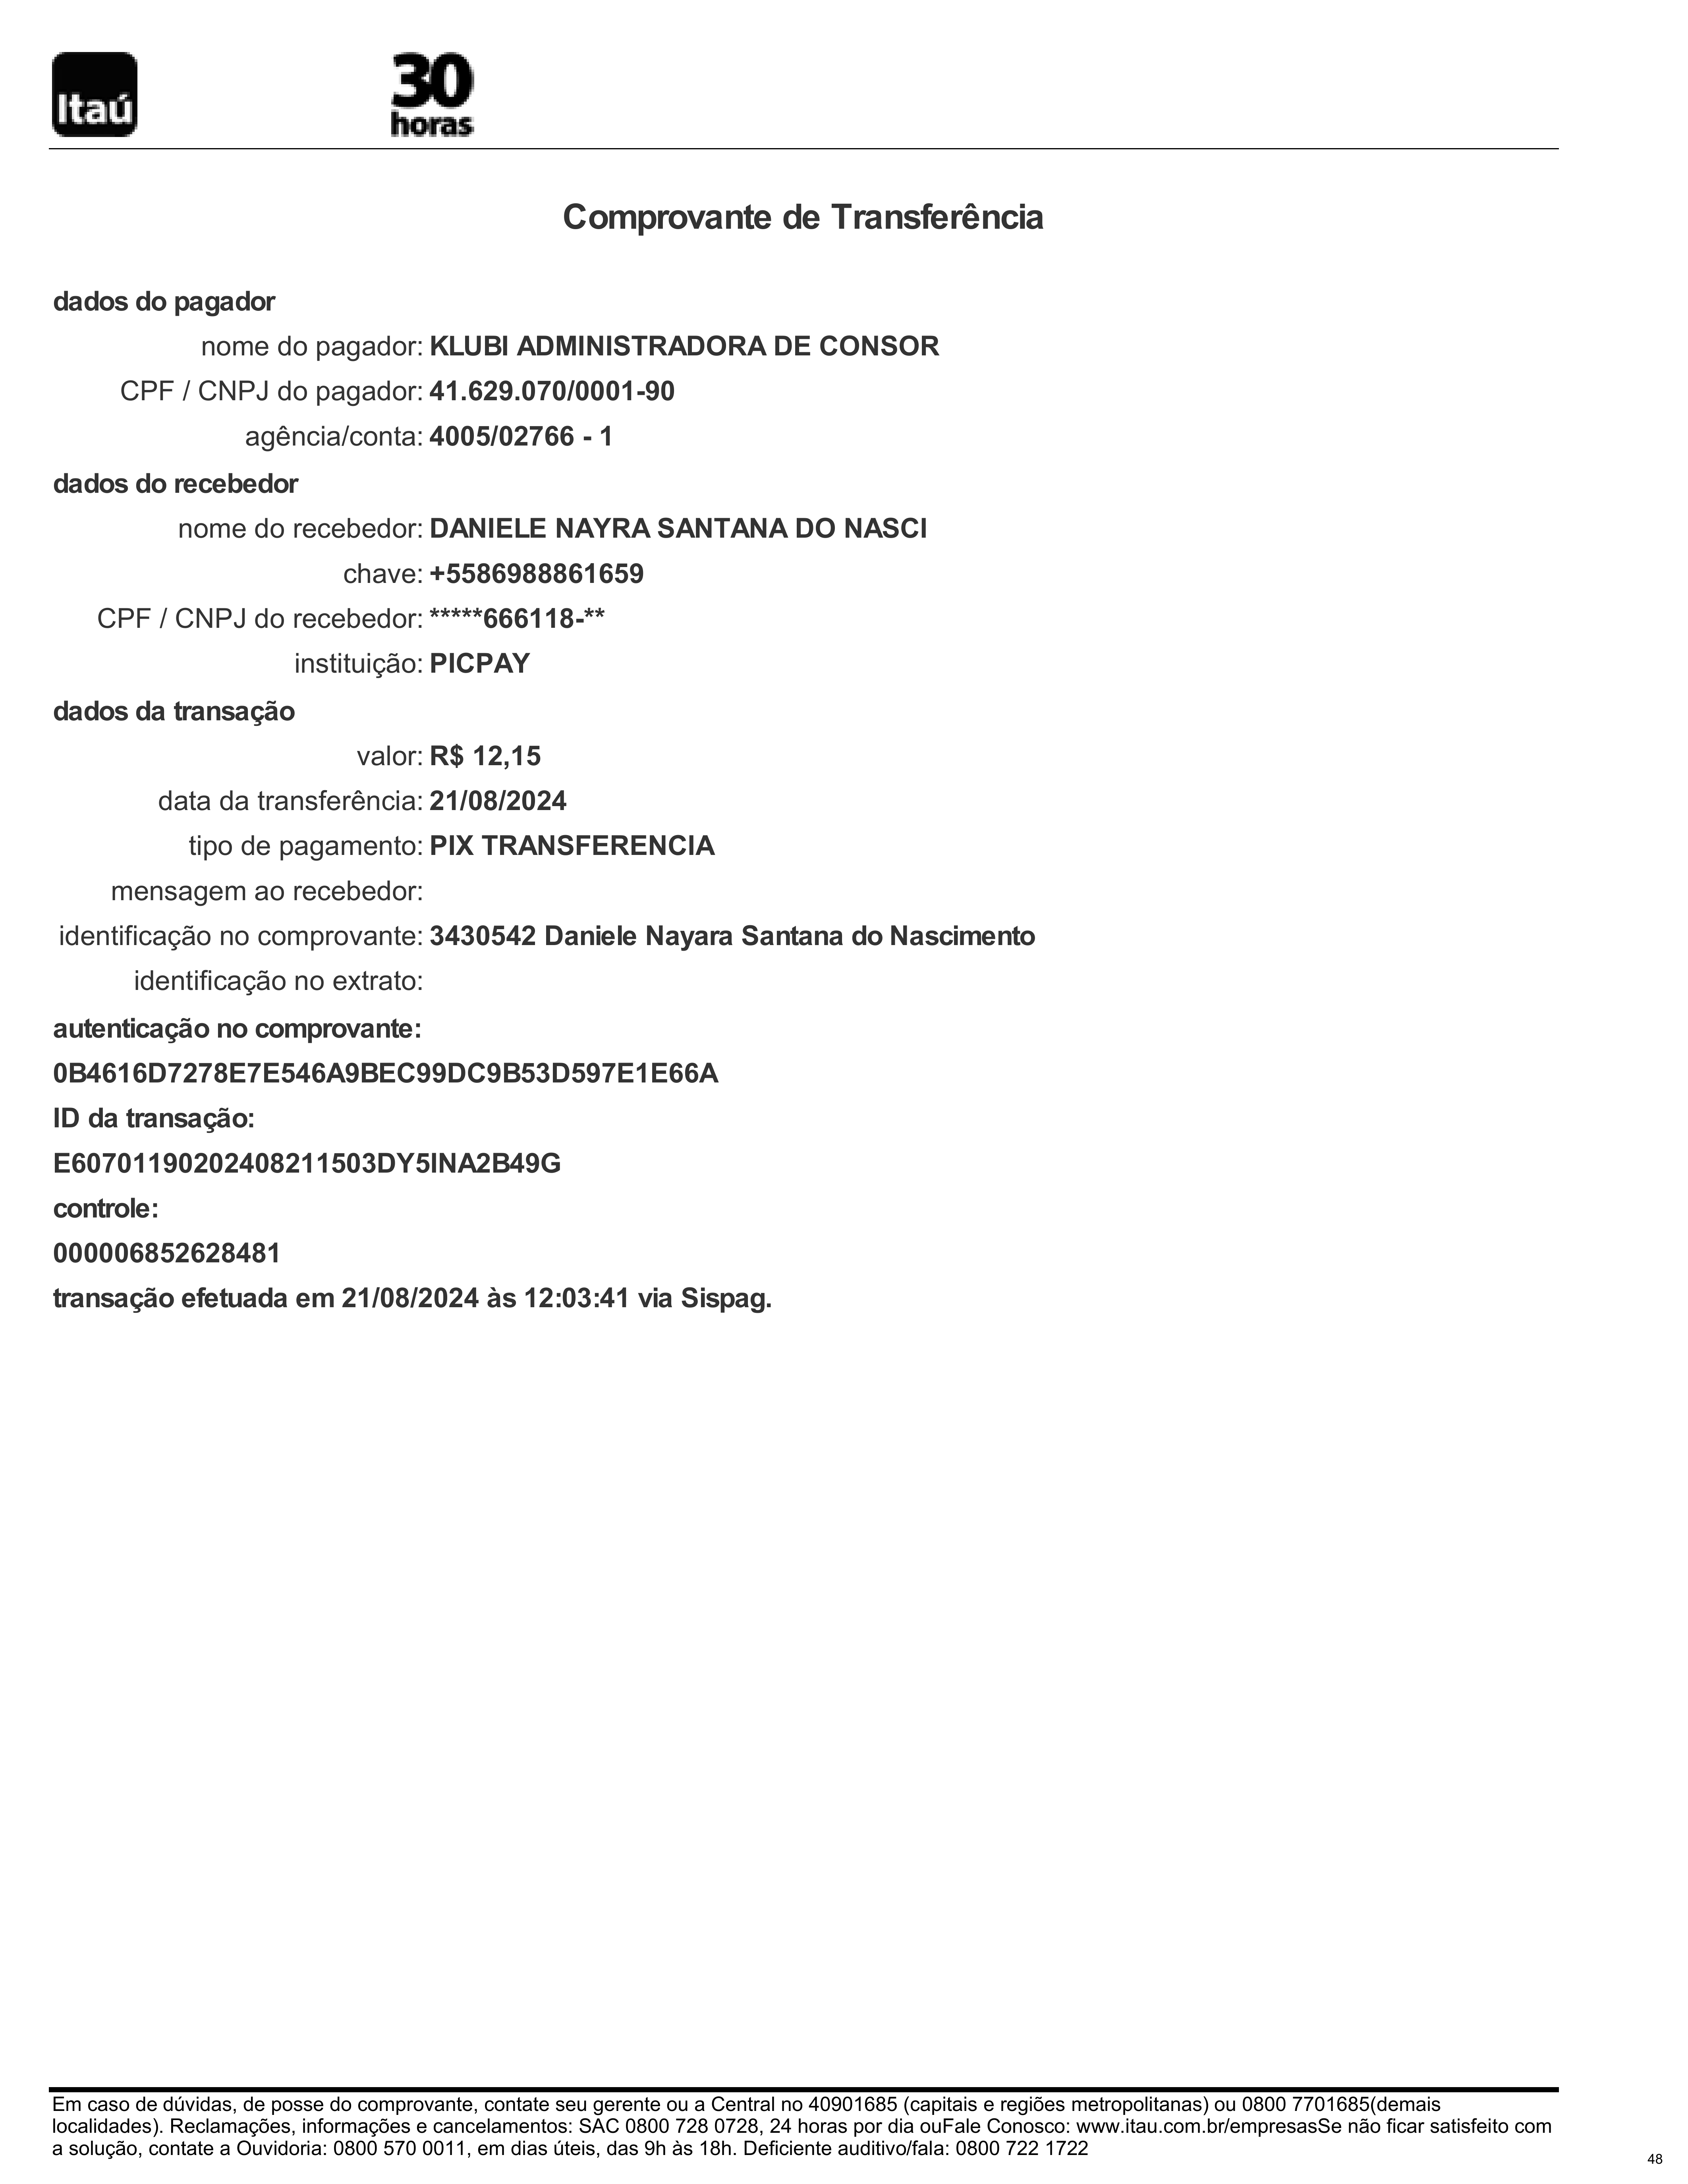 Itaú
30
horas
Comprovante de Transferência
dados do pagador
nome do pagador: KLUBI ADMINISTRADORA DE CONSOR
CPF / CNPJ do pagador: 41.629.070/0001-90
agência/conta: 4005/02766 - 1
dados do recebedor
nome do recebedor: DANIELE NAYRA SANTANA DO NASCI
chave: +5586988861659
CPF / CNPJ do recebedor: *****666118-**
instituição: PICPAY
dados da transação
valor: R$ 12,15
data da transferência: 21/08/2024
tipo de pagamento: PIX TRANSFERENCIA
mensagem ao recebedor:
identificação no comprovante: 3430542 Daniele Nayara Santana do Nascimento
identificação no extrato:
autenticação no comprovante:
0B4616D7278E7E546A9BEC99DC9B53D597E1E66A
ID da transação:
E60701190202408211503DY5INA2B49G
controle:
000006852628481
transação efetuada em 21/08/2024 às 12:03:41 via Sispag.
Em caso de dúvidas, de posse do comprovante, contate seu gerente ou a Central no 40901685 (capitais e regiões metropolitanas) ou 0800 7701685(demais
localidades). Reclamações, informações e cancelamentos: SAC 0800 728 0728, 24 horas por dia ouFale Conosco: www.itau.com.br/empresasSe não ficar satisfeito com
a solução, contate a Ouvidoria: 0800 570 0011, em dias úteis, das 9h às 18h. Deficiente auditivo/fala: 0800 722 1722
48